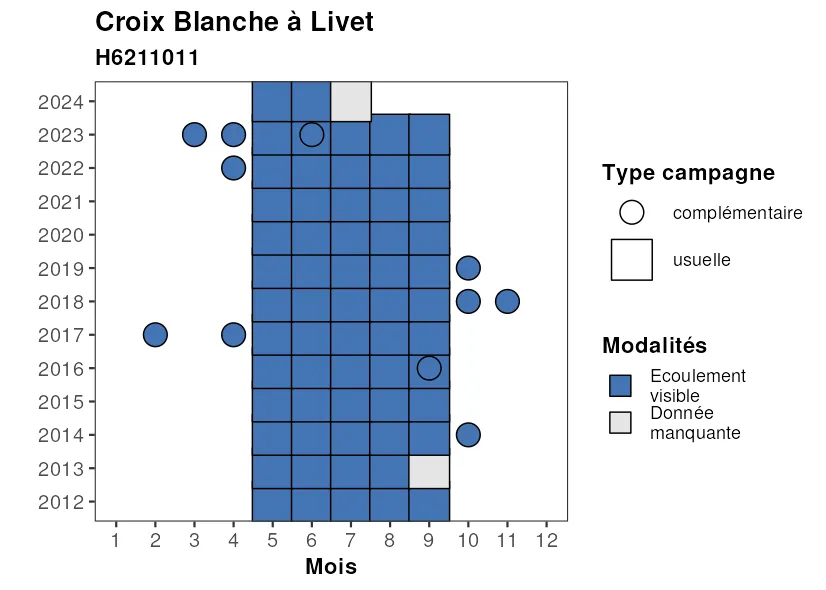 Croix Blanche à Livet
H6211011
2024
2023
2022
2021
2020
2019
2018
2017
2016
2015
2014
2013
2012
1 2 3 4 5 6 7 8 9 10 11 12
Mois
Type campagne
complémentaire
usuelle
Modalités
Ecoulement
visible
Donnée
manquante